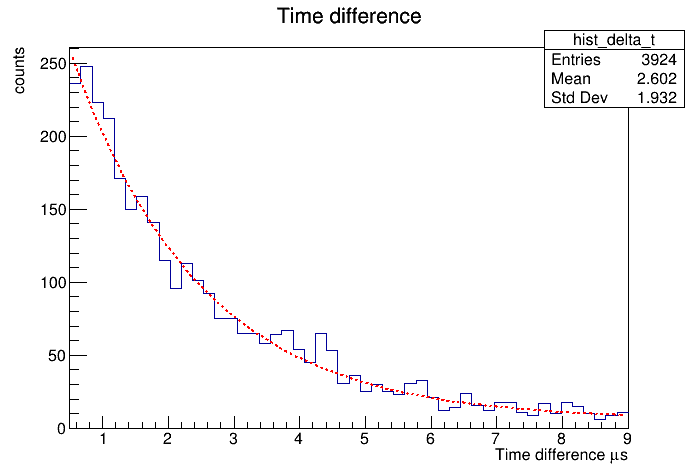 Time difference
hist_delta_t
Entries 3924
Mean 2.602
Std Dev 1.932
counts
250
200
150
100
50
0
1 2 3 4 5 6 7 8 9
Time difference μs